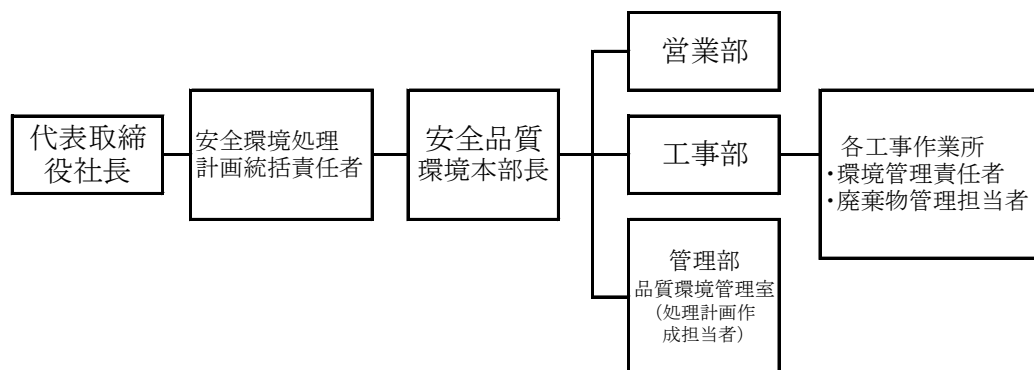 代表取締
役社長
安全環境処理
計画統括責任者
安全品質
環境本部長
営業部
工事部
管理部
品質環境管理室
（処理計画作
成担当者）
各工事作業所
・環境管理責任者
・廃棄物管理担当者